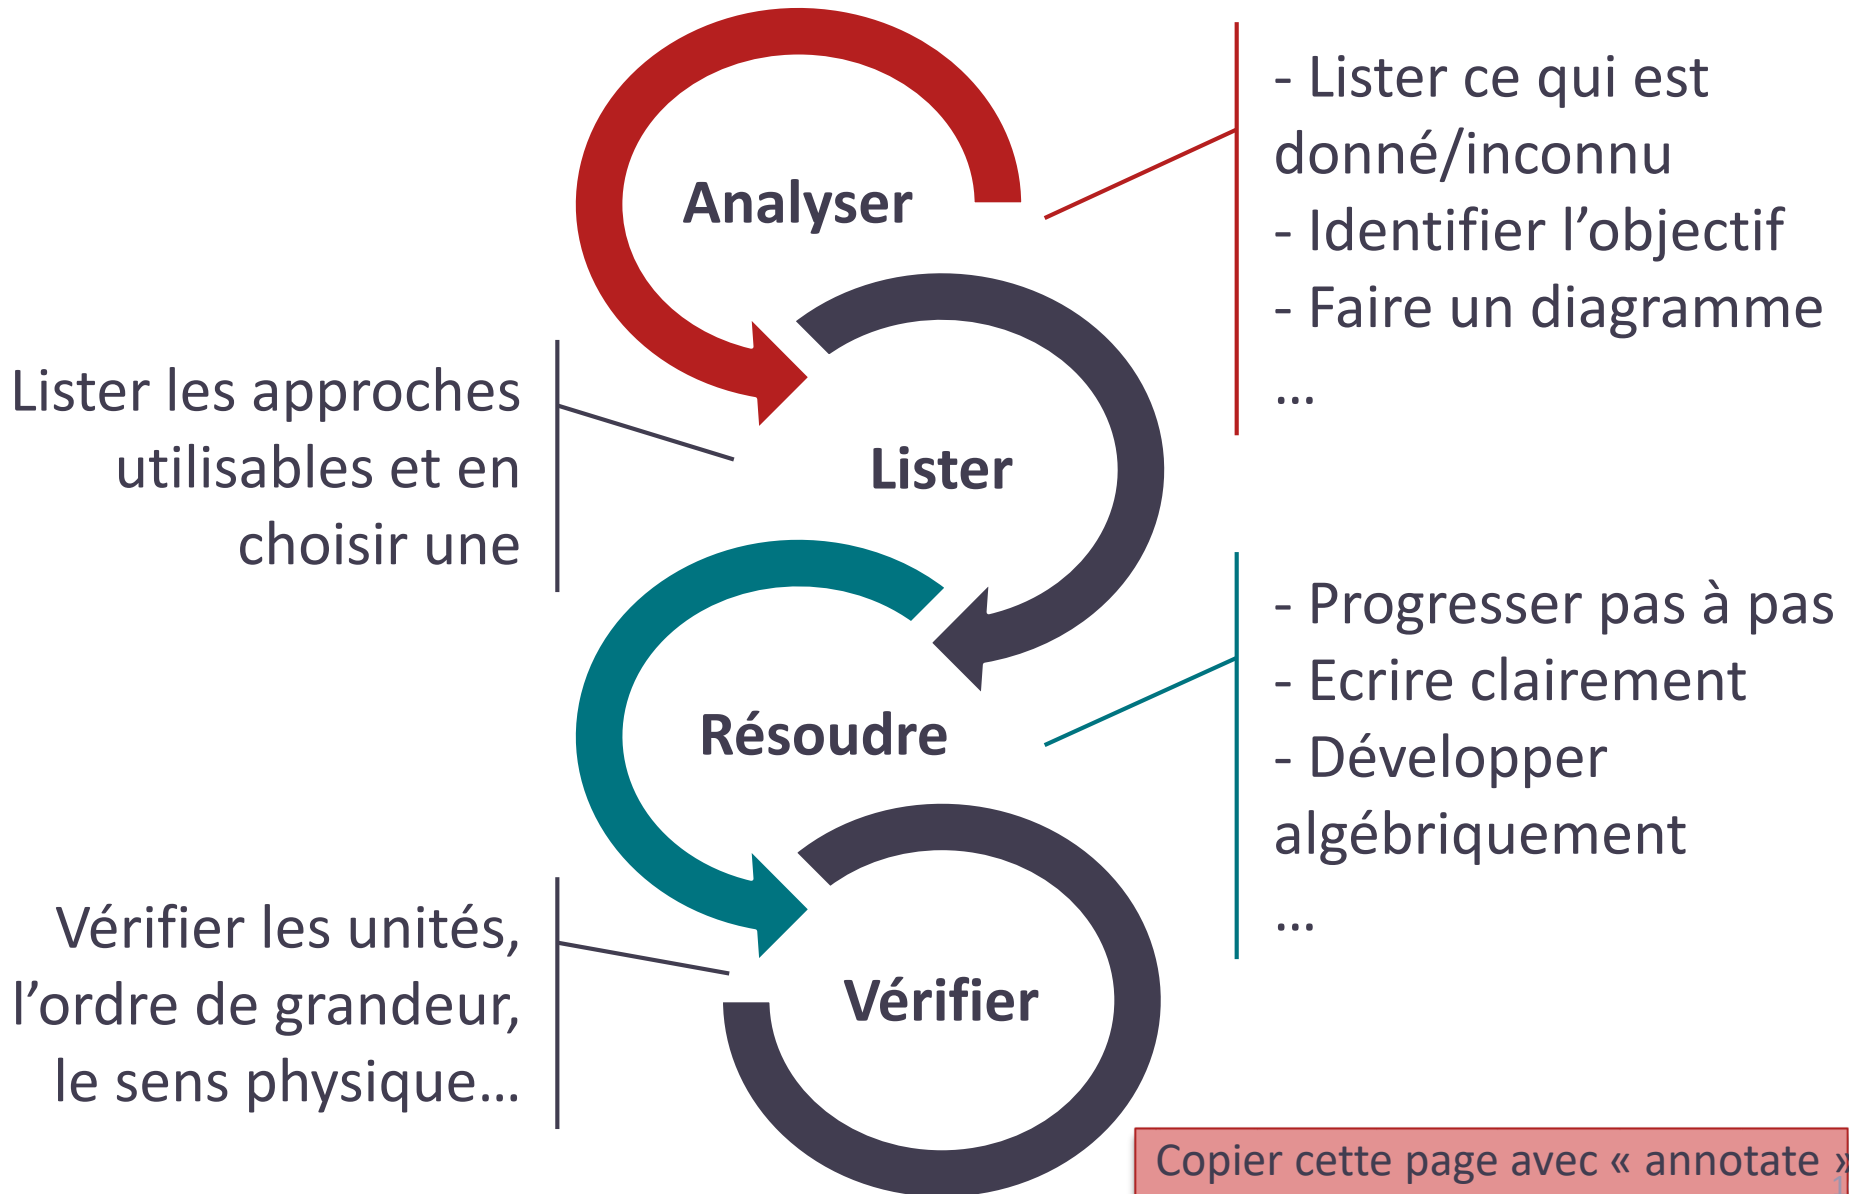 Analyser
- Lister ce qui est
donné/inconnu
- Identifier l’objectif
- Faire un diagramme
…
Lister
Lister les approches
utilisables et en
choisir une
Résoudre
- Progresser pas à pas
- Ecrire clairement
- Développer
algébriquement
…
Vérifier
Vérifier les unités,
l’ordre de grandeur,
le sens physique…
Copier cette page avec « annotate »
1